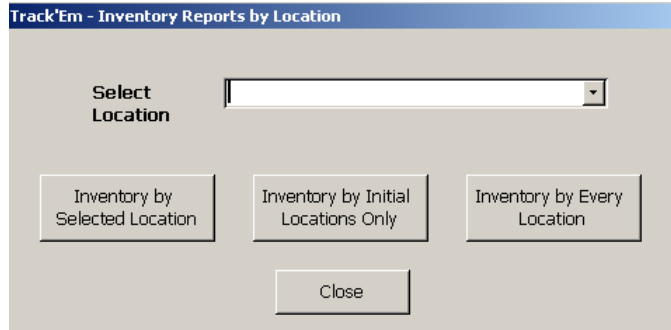 Track'Em - Inventory Reports by Location
Select
Location
Inventory by
Selected Location
Inventory by Initial
Locations Only
Inventory by Every
Location
Close